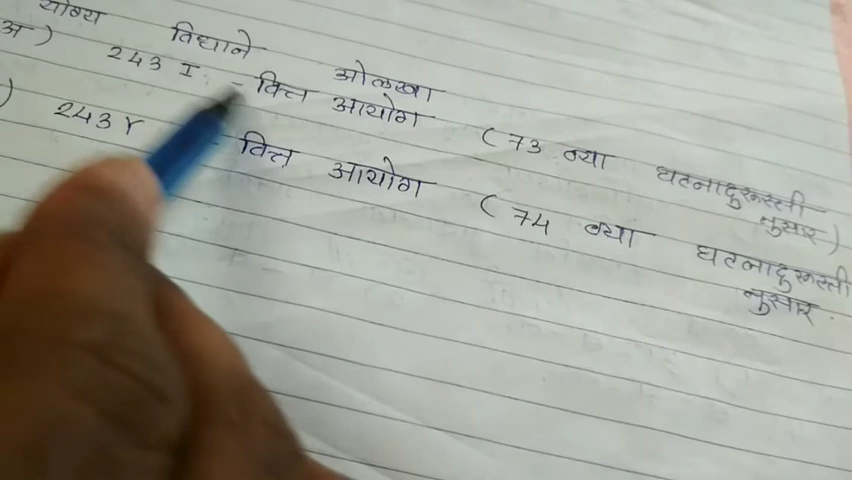 योग्य विधाने ओळखा
अ) 243 I - वित्त आयोग (73 व्या घटनादुरुस्ती
नुसार)
) 243 Y - वित्त आयोग (74 व्या घटनादुरुस्ती
नुसार.